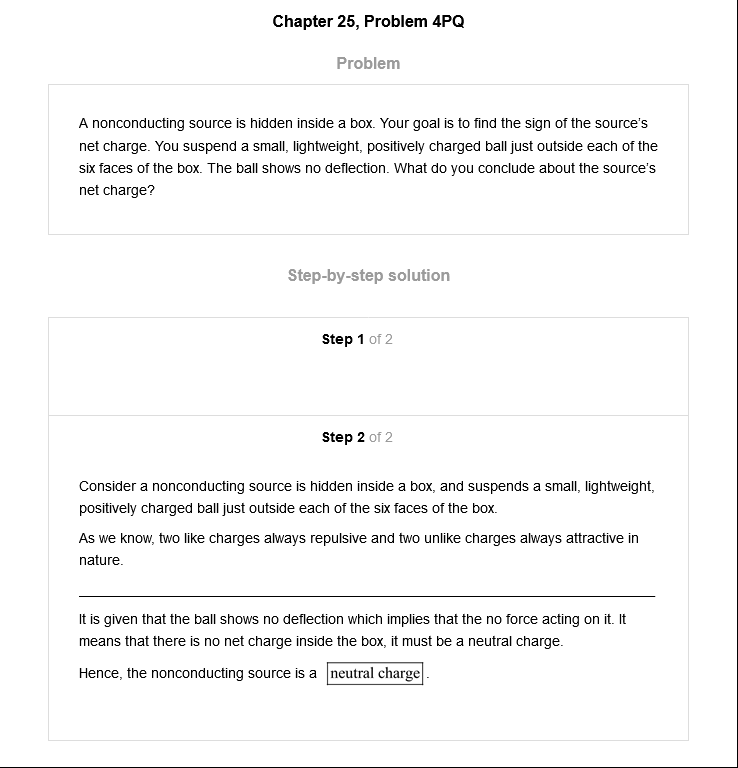 Chapter 25, Problem 4PQ
Problem
A nonconducting source is hidden inside a box. Your goal is to find the sign of the source's
net charge. You suspend a small, lightweight, positively charged ball just outside each of the
six faces of the box. The ball shows no deflection. What do you conclude about the source's
net charge?
Step-by-step solution
Step 1 of 2
Step 2 of 2
Consider a nonconducting source is hidden inside a box, and suspends a small, lightweight,
positively charged ball just outside each of the six faces of the box.
As we know, two like charges always repulsive and two unlike charges always attractive in
nature.
It is given that the ball shows no deflection which implies that the no force acting on it. It
means that there is no net charge inside the box, it must be a neutral charge.
Hence, the nonconducting source is a neutral charge.